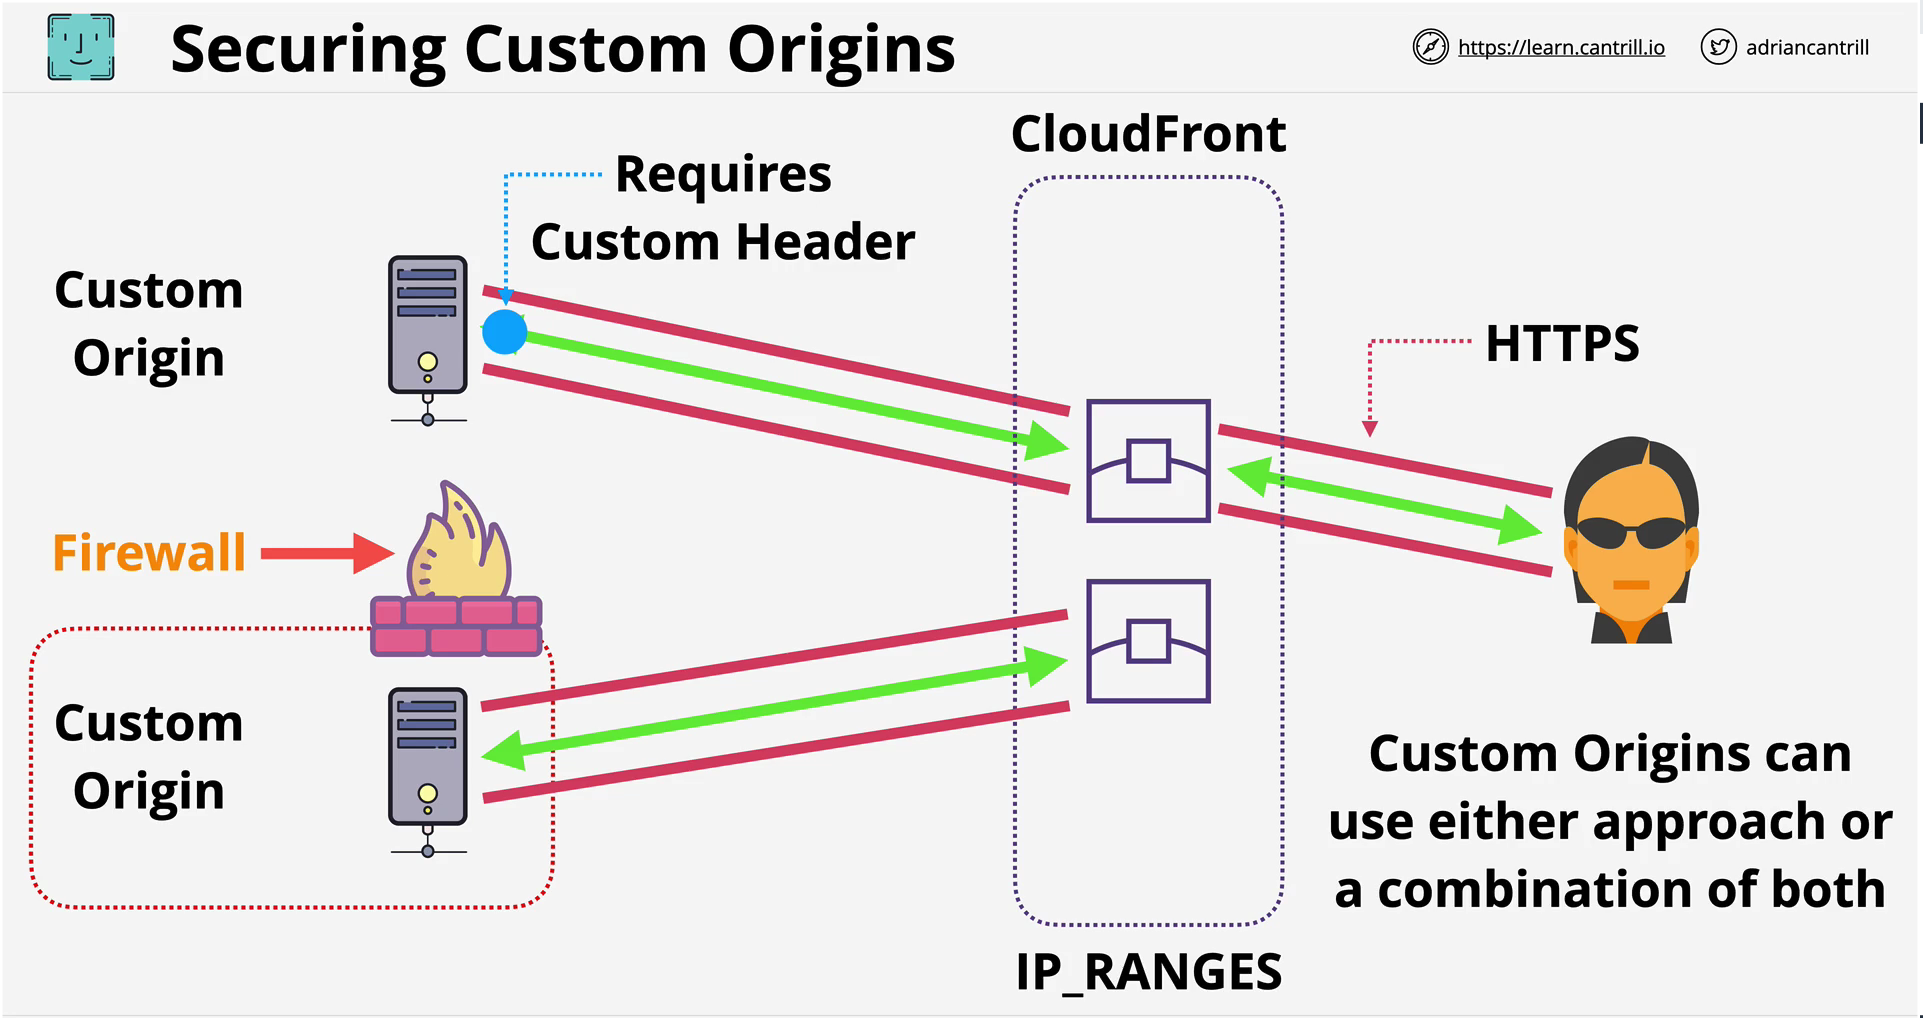 Securing Custom Origins
https://learn.cantrill.io
adriancantrill
CloudFront
Requires
Custom Header
Custom
Origin
HTTPS
Firewall
Custom
Origin
Custom Origins can
use either approach or
a combination of both
IP_RANGES